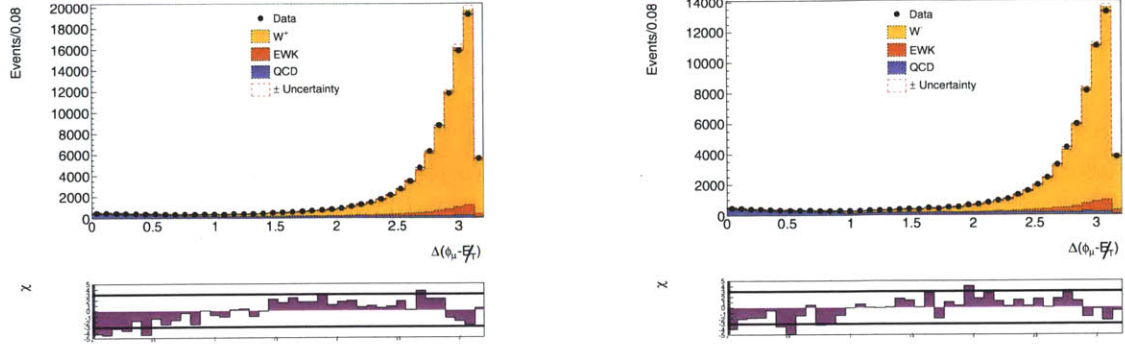 Events/0.08
20000
18000
16000
14000
12000
10000
8000
6000
4000
2000
0
Data
W⁺
EWK
QCD
± Uncertainty
0 0.5 1 1.5 2 2.5 3
Δ(ϕμ-E̸T)
χ
Events/0.08
14000
12000
10000
8000
6000
4000
2000
0
Data
W⁻
EWK
QCD
± Uncertainty
0 0.5 1 1.5 2 2.5 3
Δ(ϕμ-E̸T)
χ